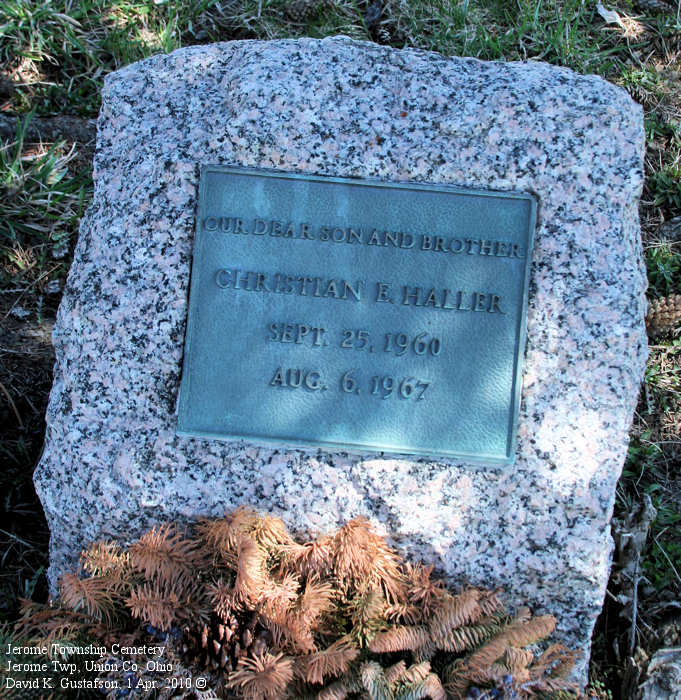 OUR DEAR SON AND BROTHER
CHRISTIAN E. HALLER
SEPT. 25, 1960
AUG. 6, 1967
Jerome Township Cemetery
Jerome Twp, Union Co, Ohio
David K. Gustafson, 1 Apr. 2010 ©